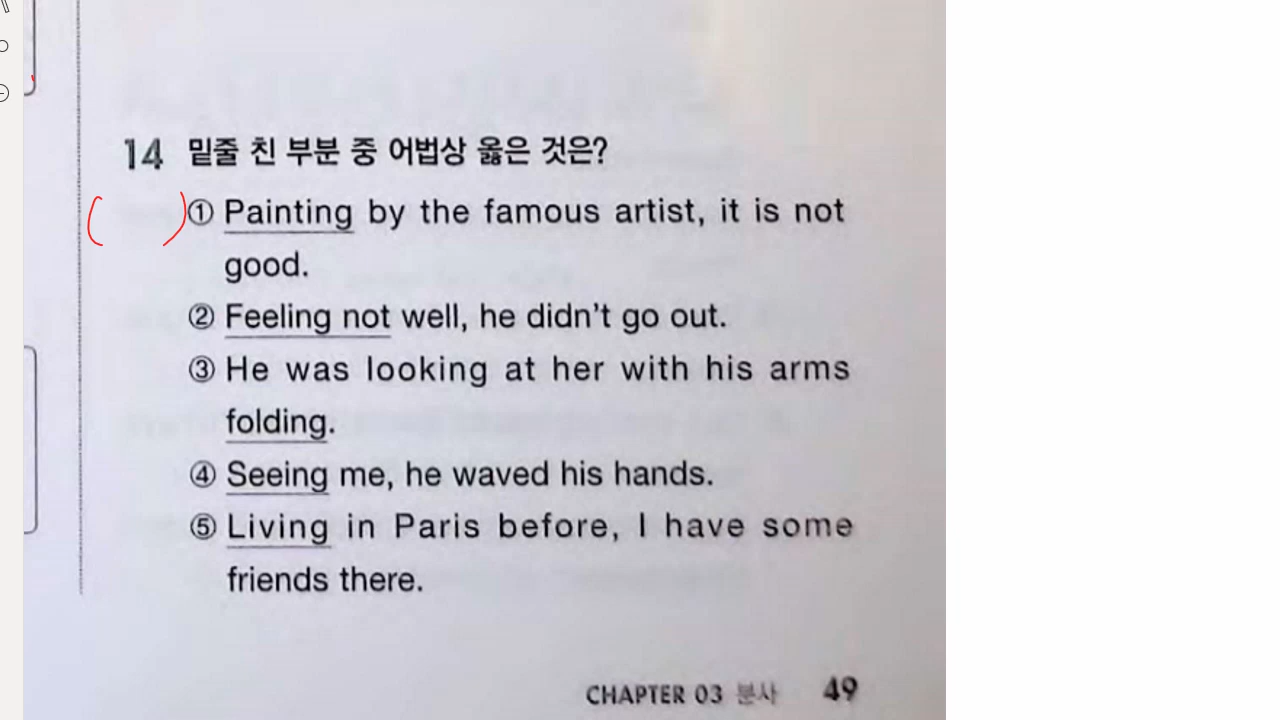 14 밑줄 친 부분 중 어법상 옳은 것은?
( ) ① Painting by the famous artist, it is not
good.
② Feeling not well, he didn't go out.
③ He was looking at her with his arms
folding.
④ Seeing me, he waved his hands.
⑤ Living in Paris before, I have some
friends there.
CHAPTER 03 분사 49